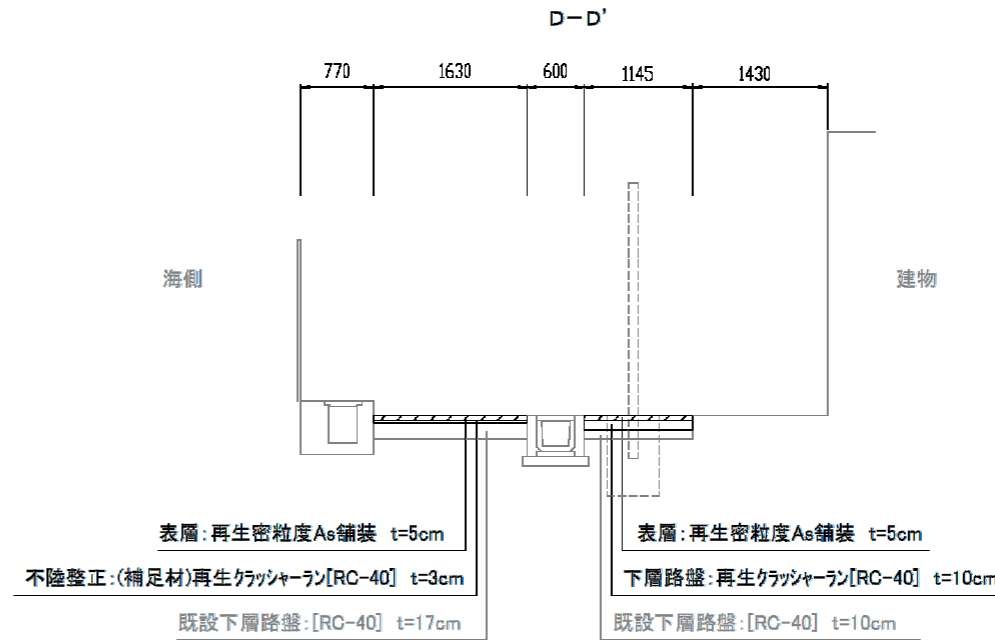 D－D’
770 1630 600 1145 1430
海側 建物
表層：再生密粒度As舗装 t=5cm
不陸整正：(補足材)再生クラッシャーラン[RC-40] t=3cm
既設下層路盤：[RC-40] t=17cm
表層：再生密粒度As舗装 t=5cm
下層路盤：再生クラッシャーラン[RC-40] t=10cm
既設下層路盤：[RC-40] t=10cm